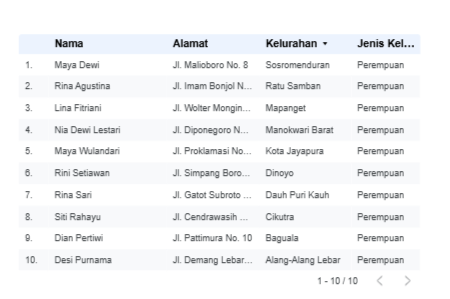 Nama Alamat Kelurahan Jenis Kel...
1. Maya Dewi Jl. Malioboro No. 8 Sosromenduran Perempuan
2. Rina Agustina Jl. Imam Bonjol N... Ratu Samban Perempuan
3. Lina Fitriani Jl. Wolter Mongin... Mapanget Perempuan
4. Nia Dewi Lestari Jl. Diponegoro N... Manokwari Barat Perempuan
5. Maya Wulandari Jl. Proklamasi No... Kota Jayapura Perempuan
6. Rini Setiawan Jl. Simpang Boro... Dinoyo Perempuan
7. Rina Sari Jl. Gatot Subroto ... Dauh Puri Kauh Perempuan
8. Siti Rahayu Jl. Cendrawasih ... Cikutra Perempuan
9. Dian Pertiwi Jl. Pattimura No. 10 Baguala Perempuan
10. Desi Purnama Jl. Demang Lebar... Alang-Alang Lebar Perempuan
1 - 10 / 10